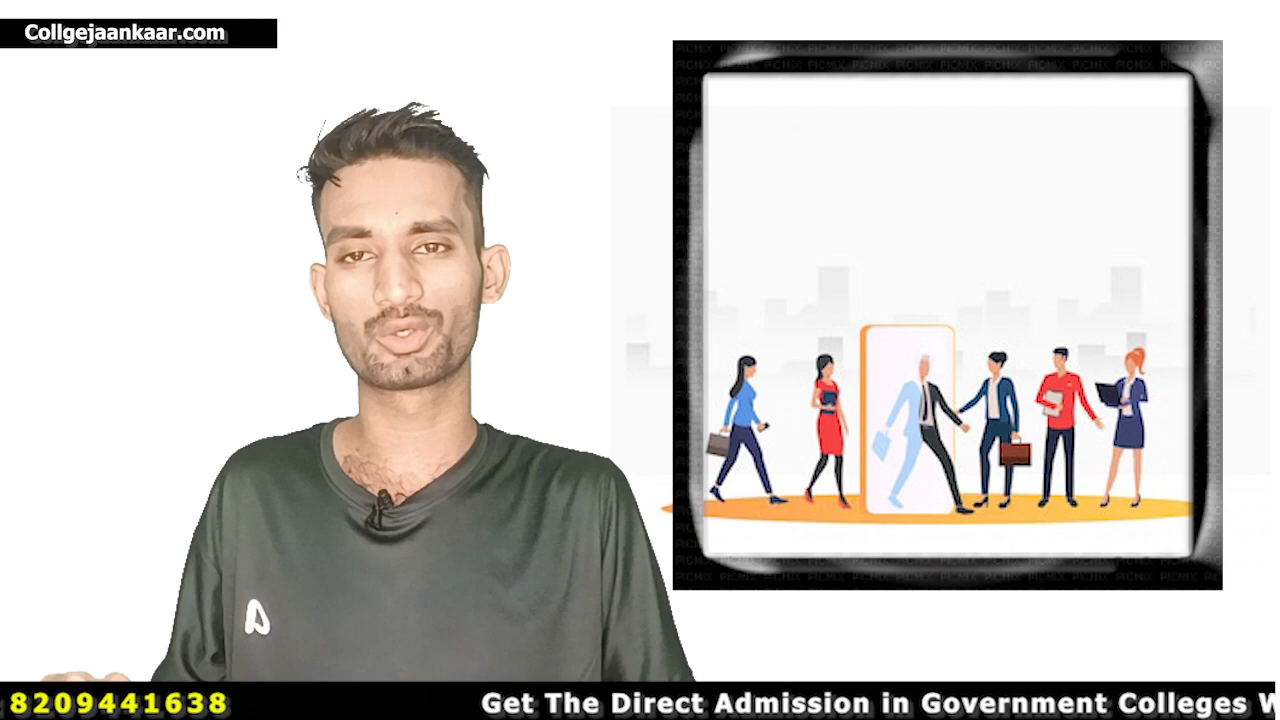 Collgejaankaar.com
8209441638
Get The Direct Admission in Government Colleges W